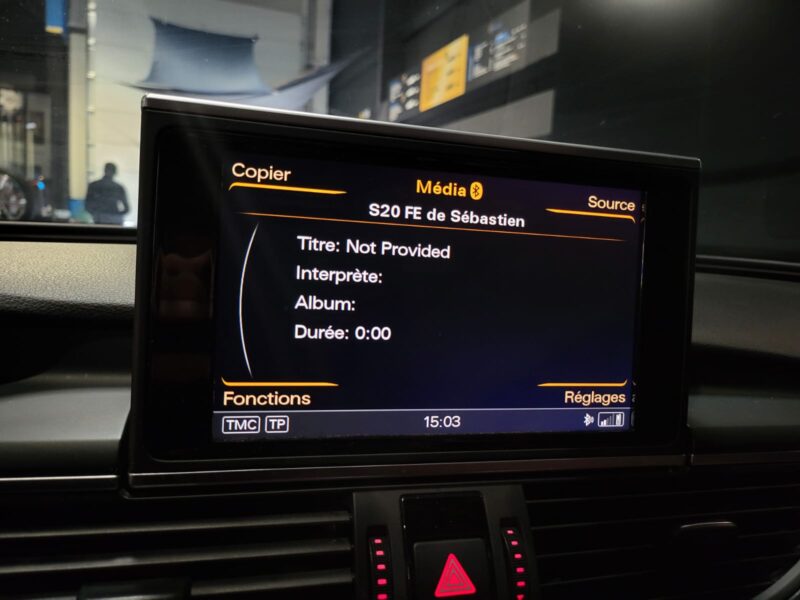 Copier
Média
Source
S20 FE de Sébastien
Titre: Not Provided
Interprète:
Album:
Durée: 0:00
Fonctions
Réglages
TMC TP
15:03